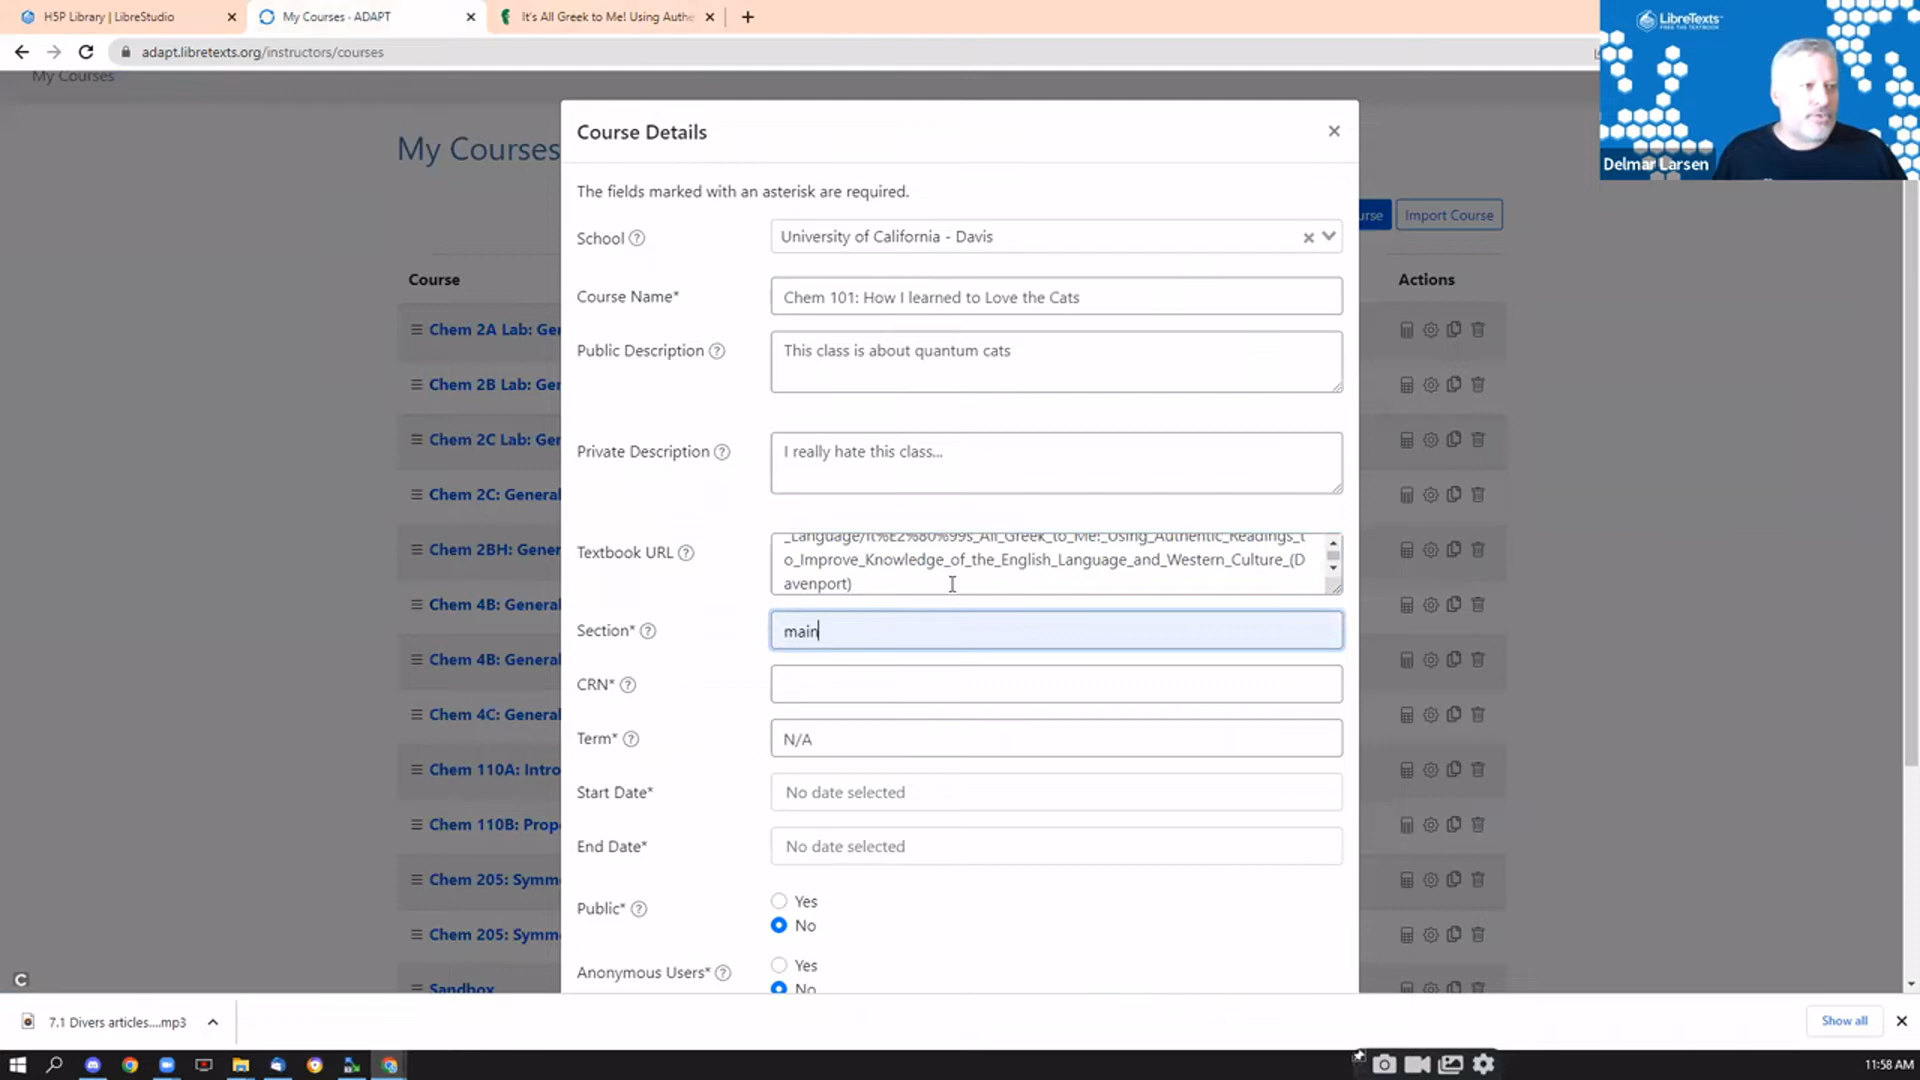 H5P Library | LibreStudio
My Courses - ADAPT
It's All Greek to Me! Using Authe
adapt.libretexts.org/instructors/courses
LibreTexts
FREE THE TEXTBOOK
Delmar Larsen
My Courses
My Courses
Course Details
The fields marked with an asterisk are required.
School
University of California - Davis
Import Course
Course
Actions
Course Name*
Chem 101: How I learned to Love the Cats
Chem 2A Lab: Ge
Public Description
This class is about quantum cats
Chem 2B Lab: Ge
Chem 2C Lab: Ge
Private Description
I really hate this class...
Chem 2C: Genera
Textbook URL
_Language/It%E2%80%99s_All_Greek_to_Me!_Using_Authentic_Readings_t
o_Improve_Knowledge_of_the_English_Language_and_Western_Culture_(D
avenport)
Chem 2BH: Gene
Chem 4B: General
Section*
main
Chem 4B: General
CRN*
Chem 4C: General
Term*
N/A
Chem 110A: Intro
Start Date*
No date selected
Chem 110B: Prop
End Date*
No date selected
Chem 205: Symm
Public*
Yes
No
Chem 205: Symm
Anonymous Users*
Yes
No
Sandbox
7.1 Divers articles....mp3
Show all
11:58 AM